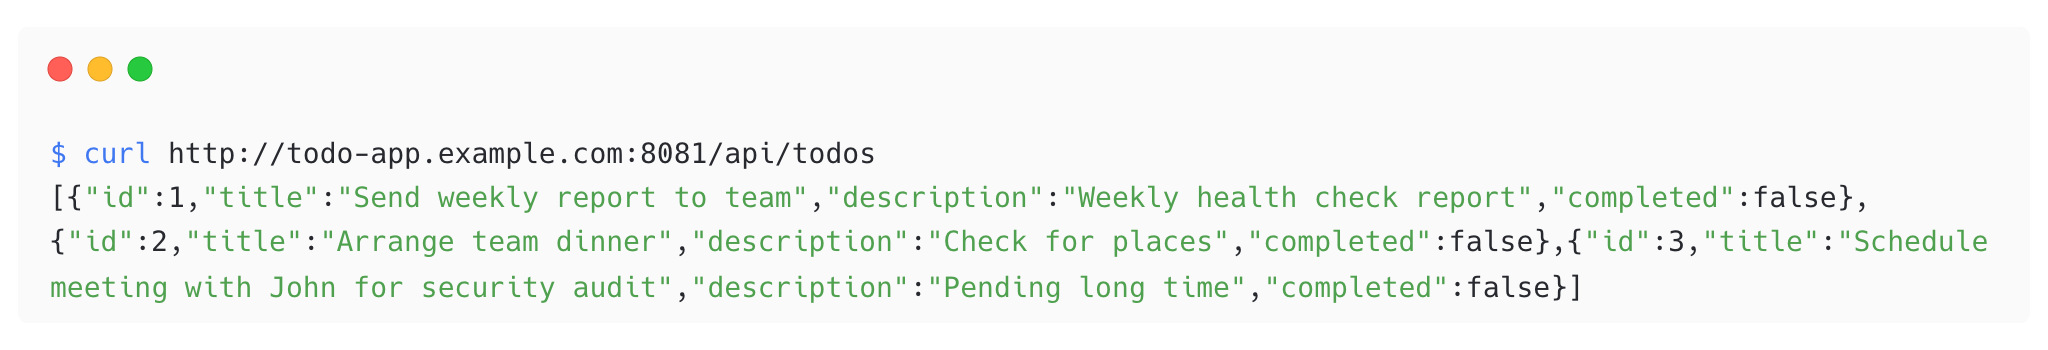 $ curl http://todo-app.example.com:8081/api/todos
[{"id":1,"title":"Send weekly report to team","description":"Weekly health check report","completed":false},
{"id":2,"title":"Arrange team dinner","description":"Check for places","completed":false},{"id":3,"title":"Schedule
meeting with John for security audit","description":"Pending long time","completed":false}]